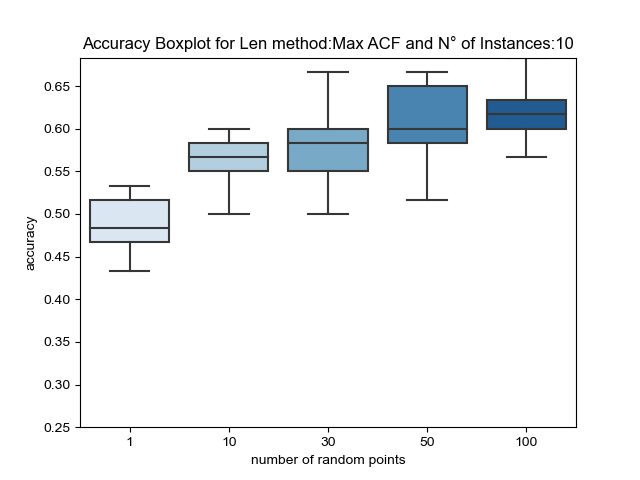 Accuracy Boxplot for Len method:Max ACF and N° of Instances:10
0.65
0.60
0.55
0.50
0.45
0.40
0.35
0.30
0.25
accuracy
1 10 30 50 100
number of random points